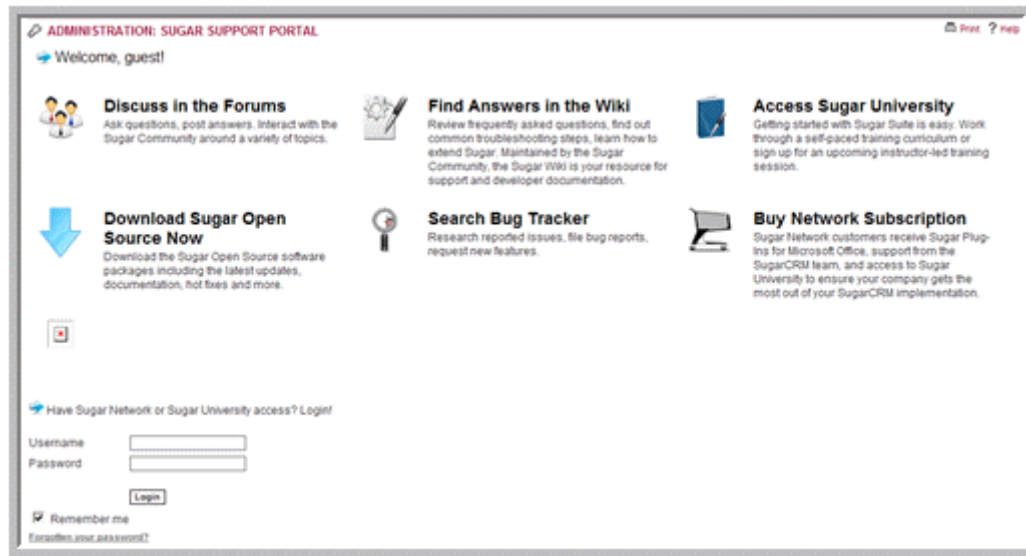 ADMINISTRATION: SUGAR SUPPORT PORTAL
Print ? Help
Welcome, guest!
Discuss in the Forums
Ask questions, post answers. Interact with the
Sugar Community around a variety of topics.
Find Answers in the Wiki
Review frequently asked questions, find out
common troubleshooting steps, learn how to
extend Sugar. Maintained by the Sugar
Community, the Sugar Wiki is your resource for
support and developer documentation.
Access Sugar University
Getting started with Sugar Suite is easy. Work
through a self-paced training curriculum or
sign up for an upcoming instructor-led training
session.
Download Sugar Open
Source Now
Download the Sugar Open Source software
packages including the latest updates,
documentation, hot fixes and more.
Search Bug Tracker
Research reported issues, file bug reports,
request new features.
Buy Network Subscription
Sugar Network customers receive Sugar Plug-
Ins for Microsoft Office, support from the
SugarCRM team, and access to Sugar
University to ensure your company gets the
most out of your SugarCRM implementation.
Have Sugar Network or Sugar University access? Login!
Username
Password
Login
Remember me
Forgotten your password?